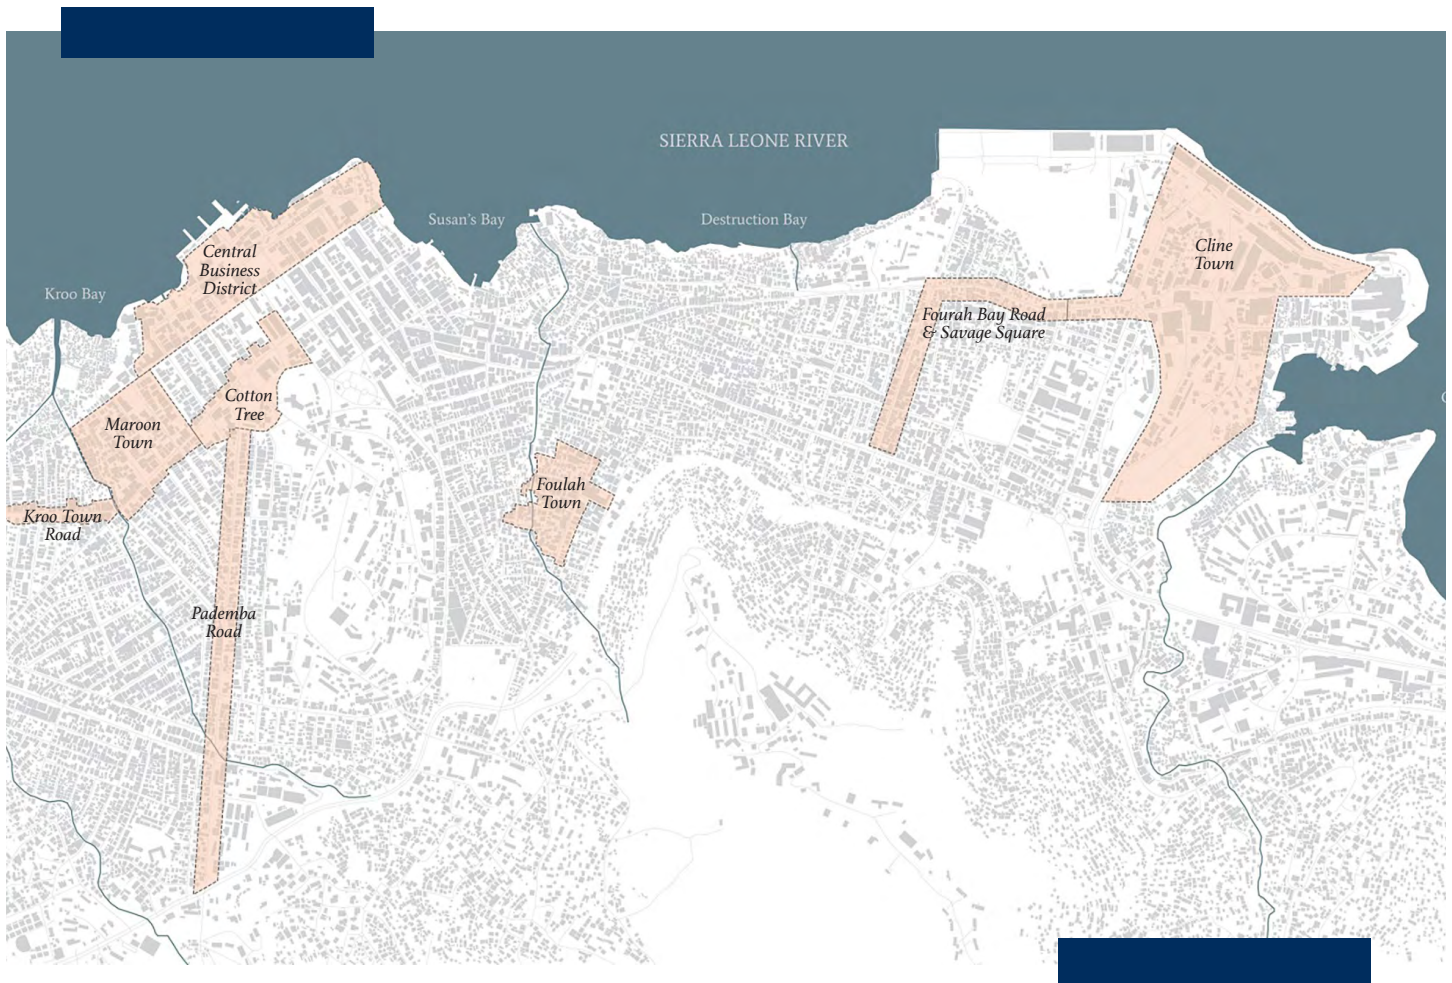 SIERRA LEONE RIVER
Susan's Bay
Destruction Bay
Kroo Bay
Central
Business
District
Cline
Town
Fourah Bay Road
& Savage Square
Cotton
Tree
Maroon
Town
Foulah
Town
Kroo Town
Road
Pademba
Road